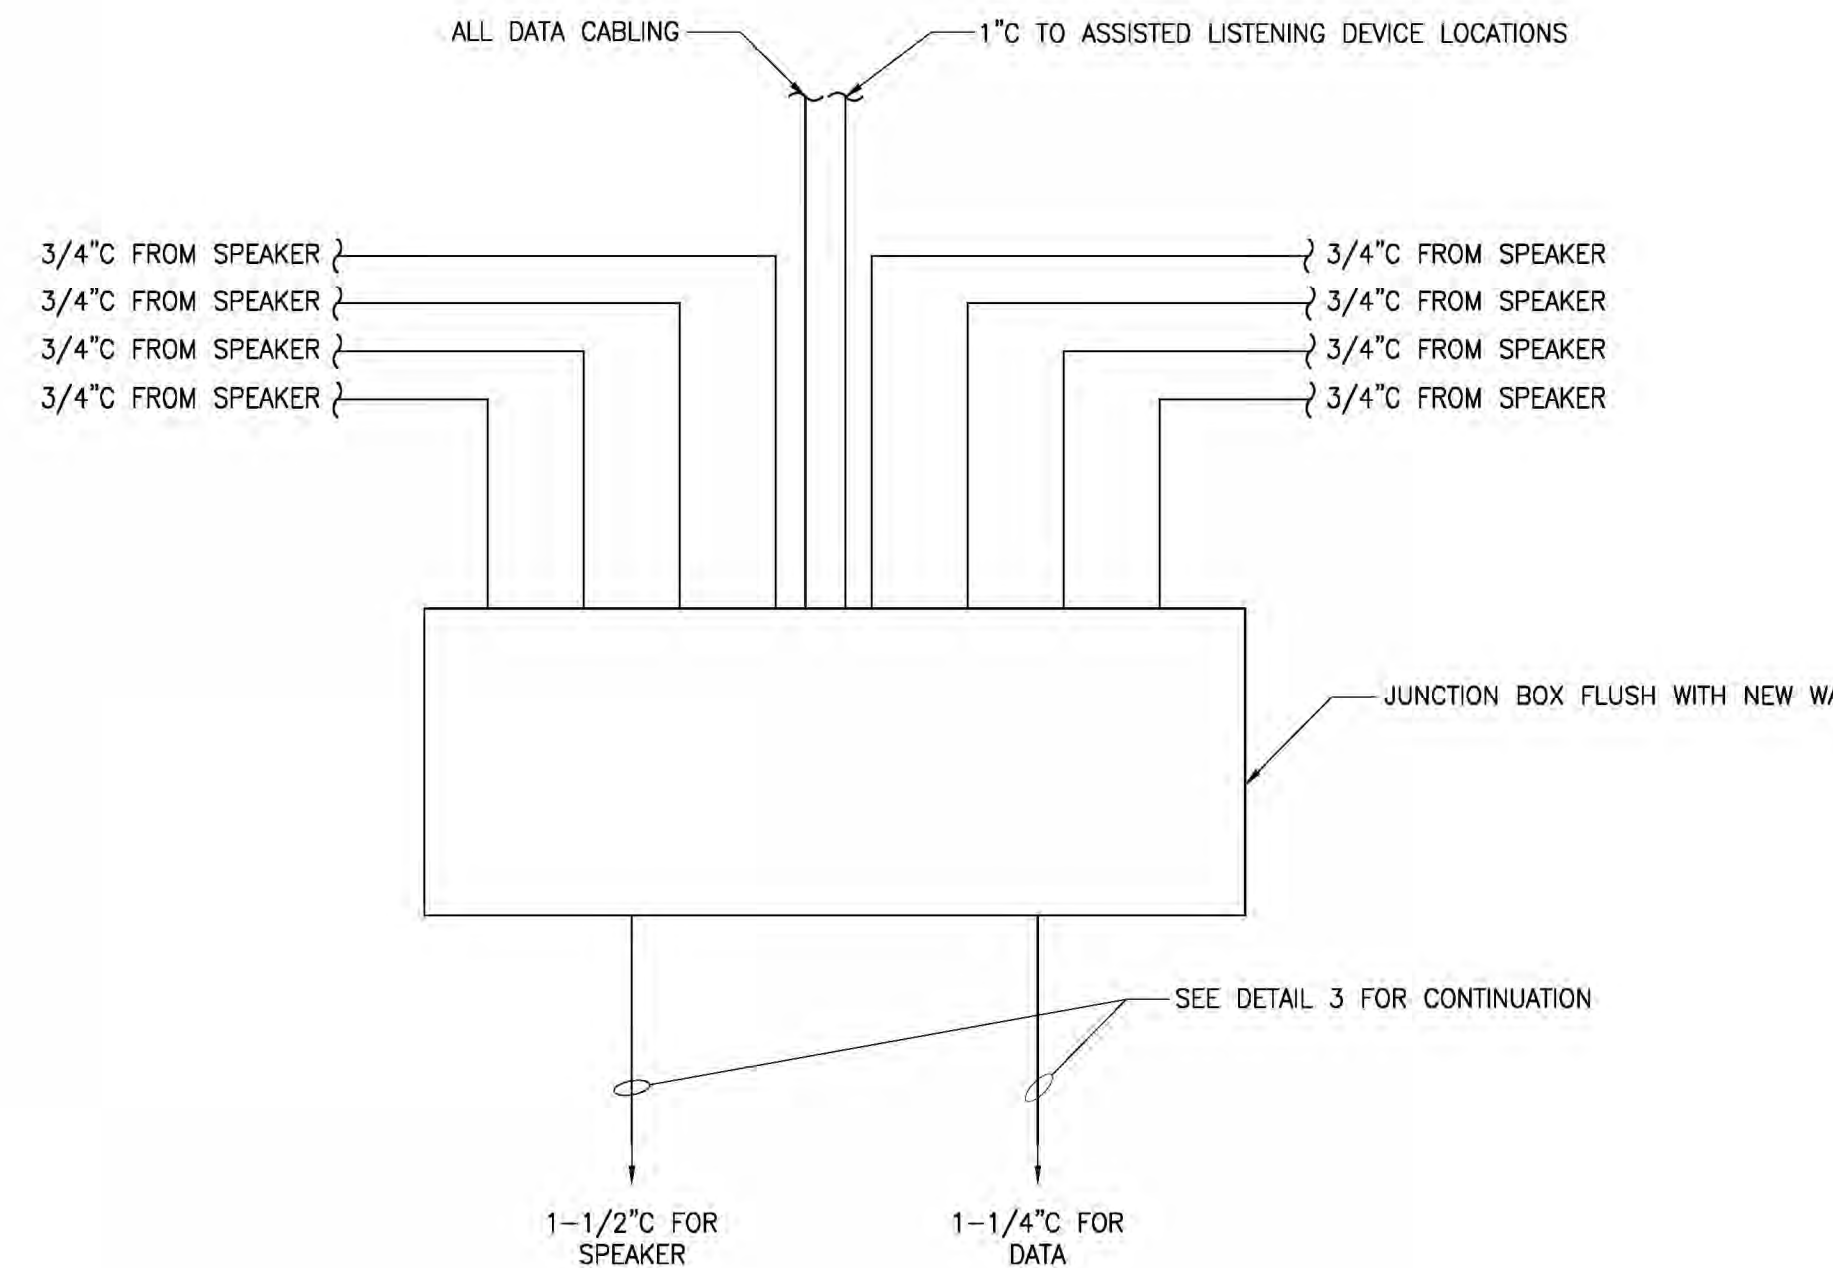 ALL DATA CABLING
1"C TO ASSISTED LISTENING DEVICE LOCATIONS
3/4"C FROM SPEAKER
3/4"C FROM SPEAKER
3/4"C FROM SPEAKER
3/4"C FROM SPEAKER
3/4"C FROM SPEAKER
3/4"C FROM SPEAKER
3/4"C FROM SPEAKER
3/4"C FROM SPEAKER
JUNCTION BOX FLUSH WITH NEW
SEE DETAIL 3 FOR CONTINUATION
1-1/2"C FOR
SPEAKER
1-1/4"C FOR
DATA